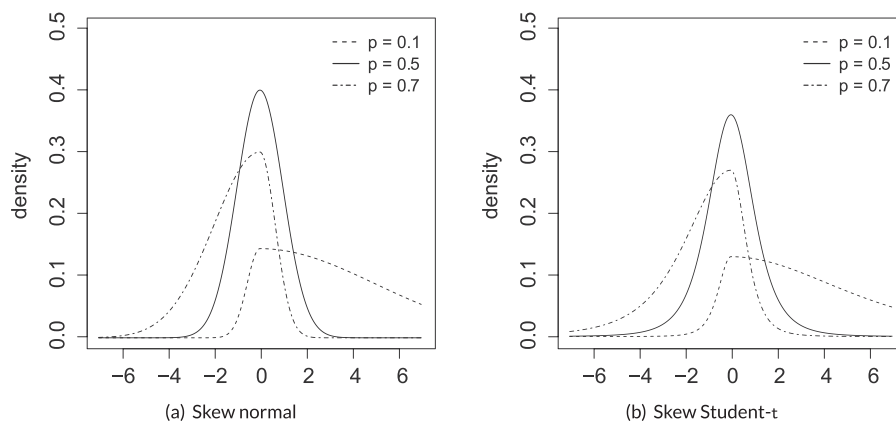 density
0.0 0.1 0.2 0.3 0.4 0.5
p = 0.1
p = 0.5
p = 0.7
−6 −4 −2 0 2 4 6
(a) Skew normal
density
0.0 0.1 0.2 0.3 0.4 0.5
p = 0.1
p = 0.5
p = 0.7
−6 −4 −2 0 2 4 6
(b) Skew Student-t